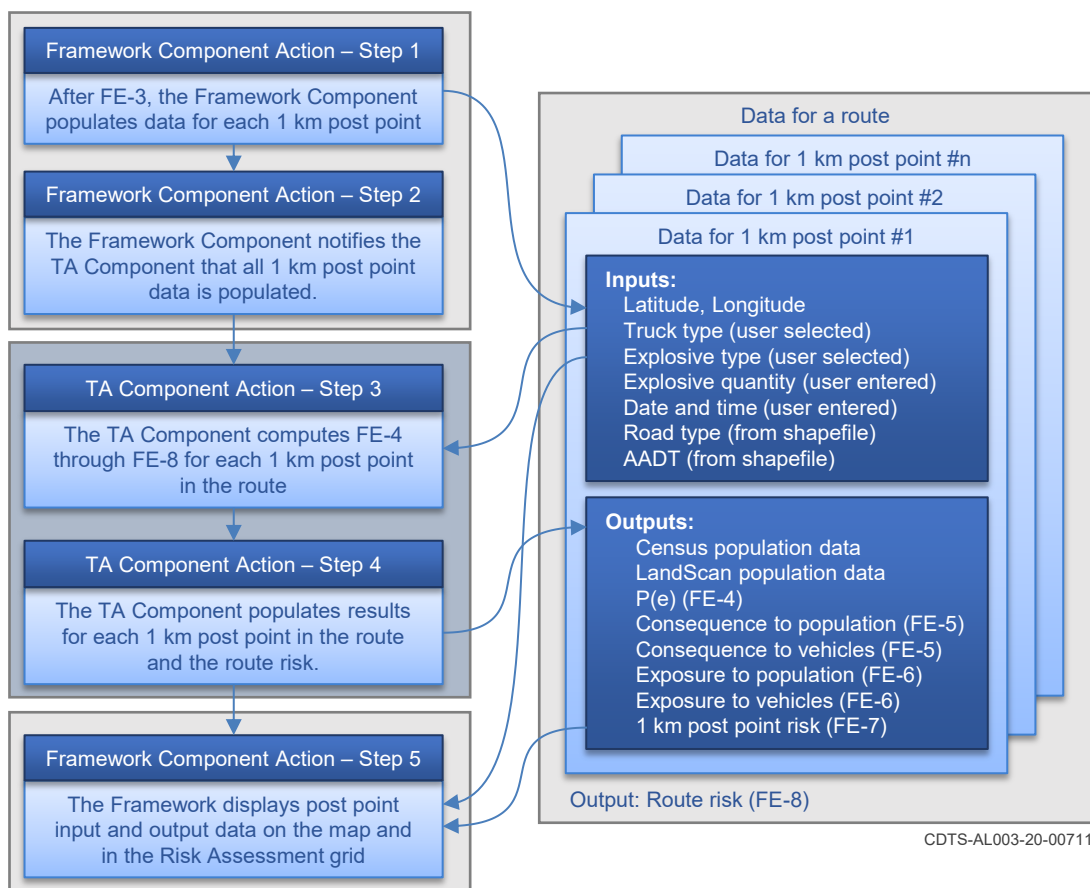 Framework Component Action – Step 1
After FE-3, the Framework Component
populates data for each 1 km post point
Framework Component Action – Step 2
The Framework Component notifies the
TA Component that all 1 km post point
data is populated.
TA Component Action – Step 3
The TA Component computes FE-4
through FE-8 for each 1 km post point
in the route
TA Component Action – Step 4
The TA Component populates results
for each 1 km post point in the route
and the route risk.
Framework Component Action – Step 5
The Framework displays post point
input and output data on the map and
in the Risk Assessment grid
Data for a route
Data for 1 km post point #n
Data for 1 km post point #2
Data for 1 km post point #1
Inputs:
Latitude, Longitude
Truck type (user selected)
Explosive type (user selected)
Explosive quantity (user entered)
Date and time (user entered)
Road type (from shapefile)
AADT (from shapefile)
Outputs:
Census population data
LandScan population data
P(e) (FE-4)
Consequence to population (FE-5)
Consequence to vehicles (FE-5)
Exposure to population (FE-6)
Exposure to vehicles (FE-6)
1 km post point risk (FE-7)
Output: Route risk (FE-8)
CDTS-AL003-20-00711